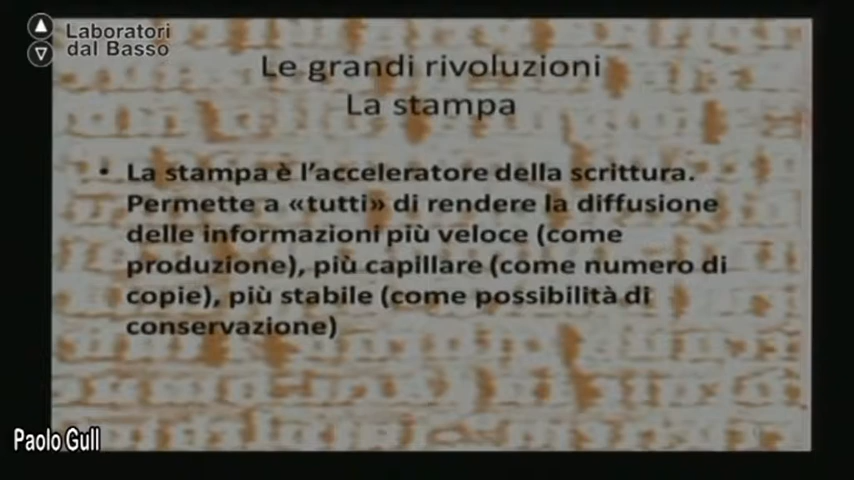 Laboratori
dal Basso
Le grandi rivoluzioni
La stampa
• La stampa è l’acceleratore della scrittura.
Permette a «tutti» di rendere la diffusione
delle informazioni più veloce (come
produzione), più capillare (come numero di
copie), più stabile (come possibilità di
conservazione)
Paolo Gull